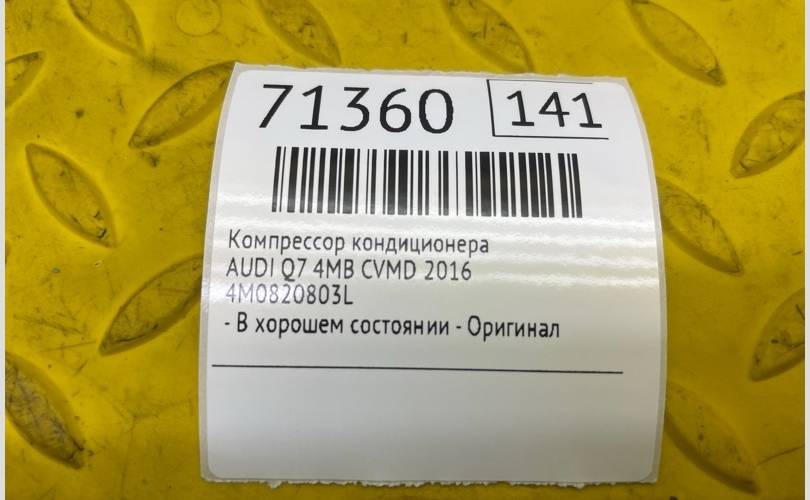 71360 141
Компрессор кондиционера
AUDI Q7 4MB CVMD 2016
4M0820803L
- В хорошем состоянии - Оригинал